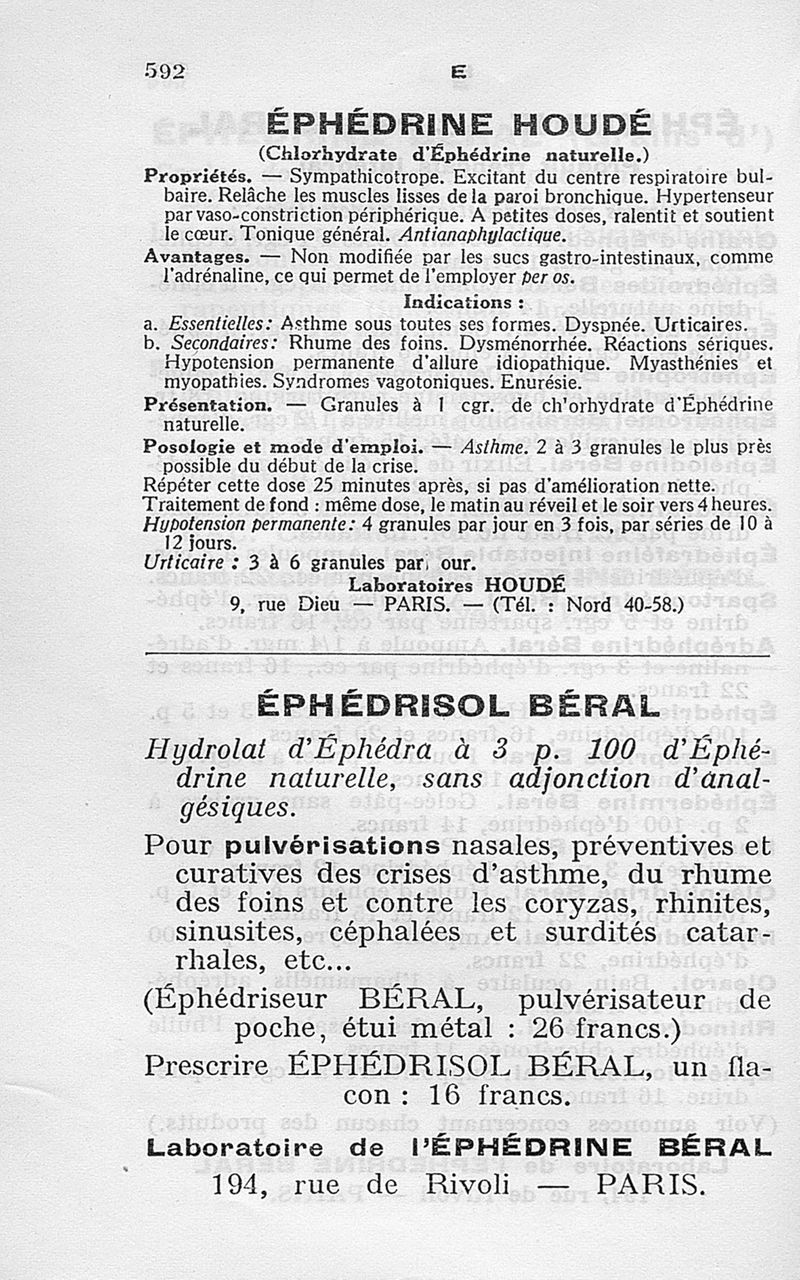 592
E
ÉPHÉDRINE HOUDÉ
(Chlorhydrate d'Éphédrine naturelle.)
Propriétés. — Sympathicotrope. Excitant du centre respiratoire bul-
baire. Relâche les muscles lisses de la paroi bronchique. Hypertenseur
par vaso-constriction périphérique. A petites doses, ralentit et soutient
le cœur. Tonique général. Antianaphylactique.
Avantages. — Non modifiée par les sucs gastro-intestinaux, comme
l'adrénaline, ce qui permet de l'employer per os.
Indications :
a. Essentielles: Asthme sous toutes ses formes. Dyspnée. Urticaires.
b. Secondaires: Rhume des foins. Dysménorrhée. Réactions sériques.
Hypotension permanente d'allure idiopathique. Myasthénies et
myopathies. Syndromes vagotoniques. Enurésie.
Présentation. — Granules à 1 cgr. de ch'orhydrate d'Éphédrine
naturelle.
Posologie et mode d'emploi. — Asthme. 2 à 3 granules le plus près
possible du début de la crise.
Répéter cette dose 25 minutes après, si pas d'amélioration nette.
Traitement de fond : même dose, le matin au réveil et le soir vers 4 heures.
Hypotension permanente: 4 granules par jour en 3 fois, par séries de 10 à
12 jours.
Urticaire : 3 à 6 granules par our.
Laboratoires HOUDÉ
9, rue Dieu — PARIS. — (Tél. : Nord 40-58.)
ÉPHÉDRISOL BÉRAL
Hydrolat d'Éphédra à 3 p. 100 d'Éphé-
drine naturelle, sans adjonction d'anal-
gésiques.
Pour pulvérisations nasales, préventives et
curatives des crises d'asthme, du rhume
des foins et contre les coryzas, rhinites,
sinusites, céphalées et surdités catar-
rhales, etc...
(Éphédriseur BÉRAL, pulvérisateur de
poche, étui métal : 26 francs.)
Prescrire ÉPHÉDRISOL BÉRAL, un fla-
con : 16 francs.
Laboratoire de l'ÉPHÉDRINE BÉRAL
194, rue de Rivoli — PARIS.